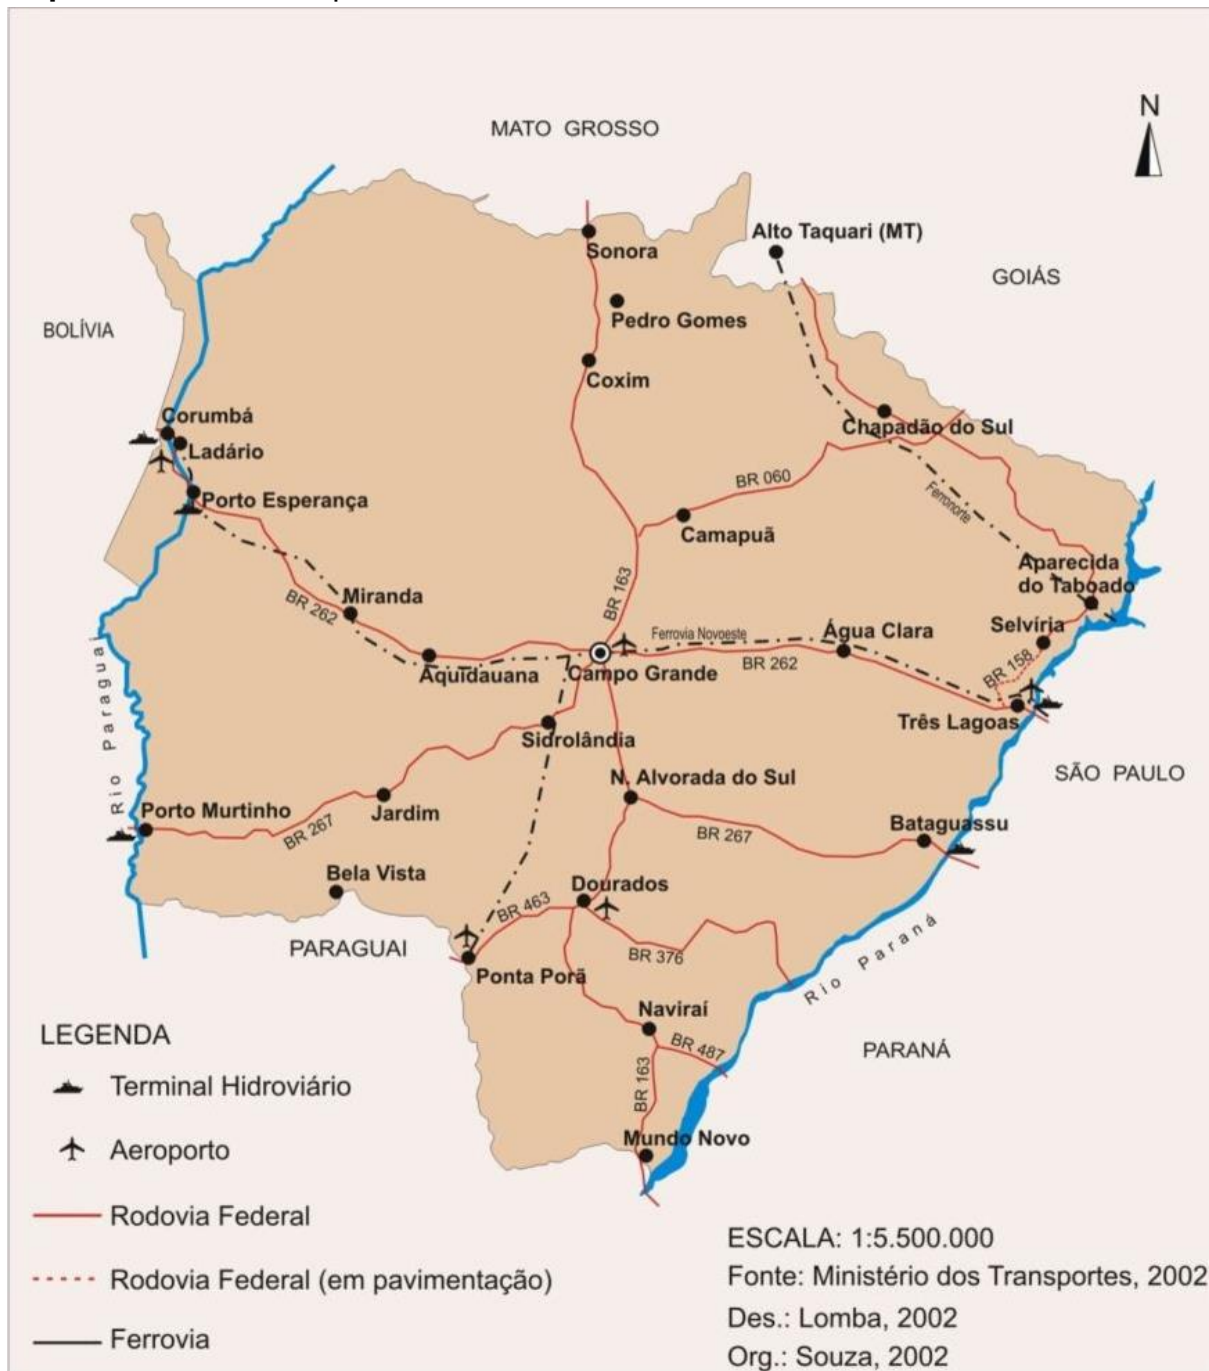 N
MATO GROSSO
Alto Taquari (MT)
Sonora
GOIÁS
Pedro Gomes
BOLÍVIA
Coxim
Corumbá
Chapadão do Sul
Ladário
BR 060
Ferronorte
Porto Esperança
Camapuã
Aparecida
do Taboado
BR 163
Miranda
BR 262
Selvíria
Ferrovia Novoeste
Água Clara
BR 262
BR 158
Aquidauana
Campo Grande
Rio Paraguai
Três Lagoas
Sidrolândia
SÃO PAULO
N. Alvorada do Sul
Porto Murtinho
Jardim
BR 267
BR 267
Bataguassu
Bela Vista
Dourados
BR 463
PARAGUAI
BR 376
Rio Paraná
Ponta Porã
Naviraí
BR 487
PARANÁ
BR 163
Mundo Novo
LEGENDA
Terminal Hidroviário
Aeroporto
Rodovia Federal
Rodovia Federal (em pavimentação)
Ferrovia
ESCALA: 1:5.500.000
Fonte: Ministério dos Transportes, 2002
Des.: Lomba, 2002
Org.: Souza, 2002